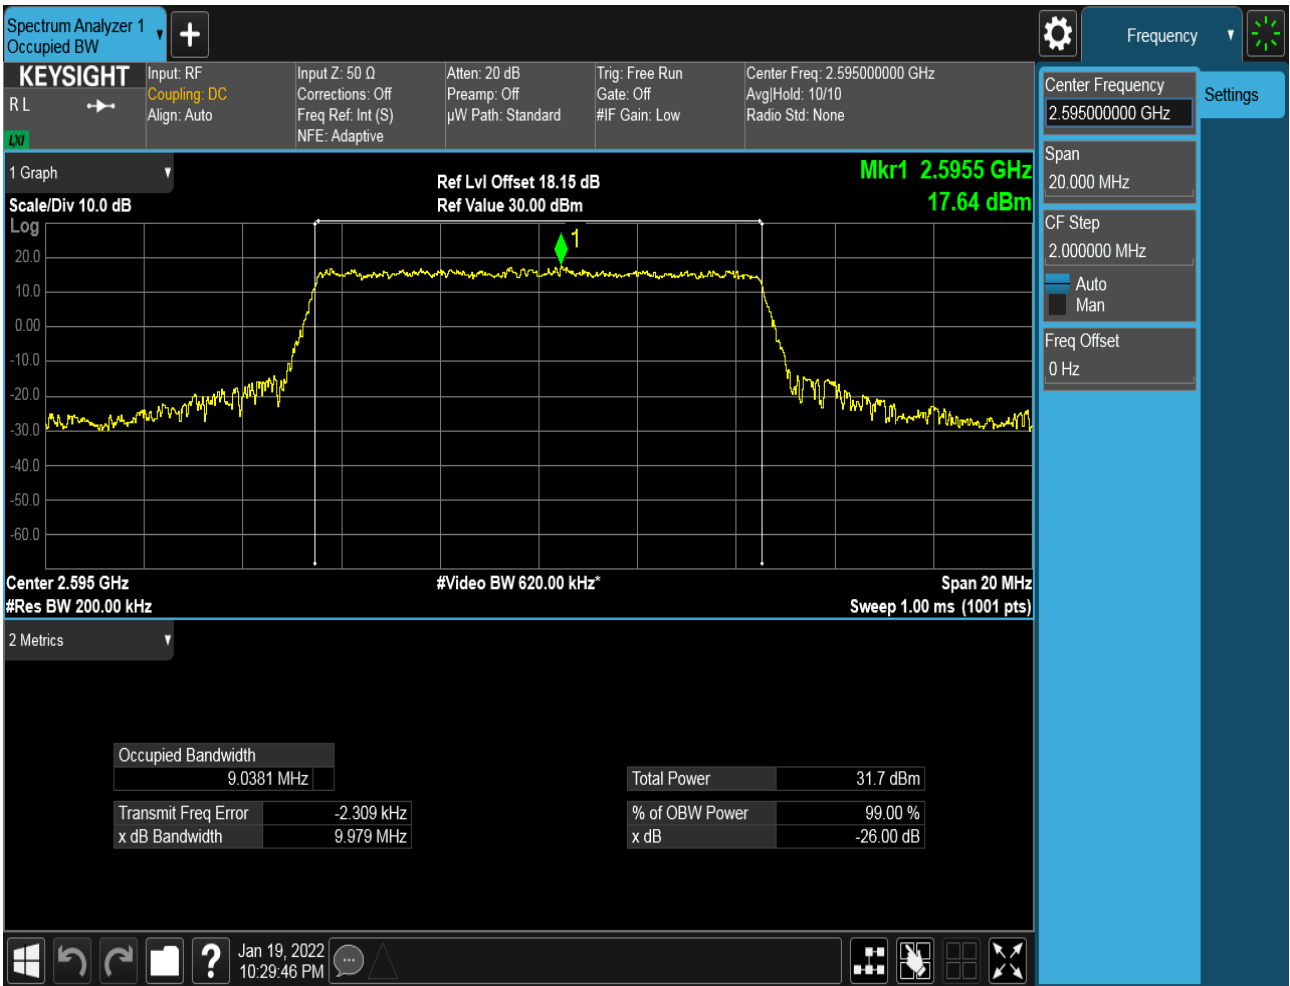 Spectrum Analyzer 1
Occupied BW
+
Frequency
KEYSIGHT
R L
LXI
Input: RF
Coupling: DC
Align: Auto
Input Z: 50 Ω
Corrections: Off
Freq Ref: Int (S)
NFE: Adaptive
Atten: 20 dB
Preamp: Off
µW Path: Standard
Trig: Free Run
Gate: Off
#IF Gain: Low
Center Freq: 2.595000000 GHz
Avg|Hold: 10/10
Radio Std: None
Center Frequency
2.595000000 GHz
Settings
Span
20.000 MHz
CF Step
2.000000 MHz
Auto
Man
Freq Offset
0 Hz
1 Graph
Scale/Div 10.0 dB
Ref Lvl Offset 18.15 dB
Ref Value 30.00 dBm
Mkr1 2.5955 GHz
17.64 dBm
Log
1
20.0
10.0
0.00
-10.0
-20.0
-30.0
-40.0
-50.0
-60.0
Center 2.595 GHz
#Video BW 620.00 kHz*
Span 20 MHz
#Res BW 200.00 kHz
Sweep 1.00 ms (1001 pts)
2 Metrics
Occupied Bandwidth
9.0381 MHz
Total Power 31.7 dBm
Transmit Freq Error -2.309 kHz
% of OBW Power 99.00 %
x dB Bandwidth 9.979 MHz
x dB -26.00 dB
?
Jan 19, 2022
10:29:46 PM